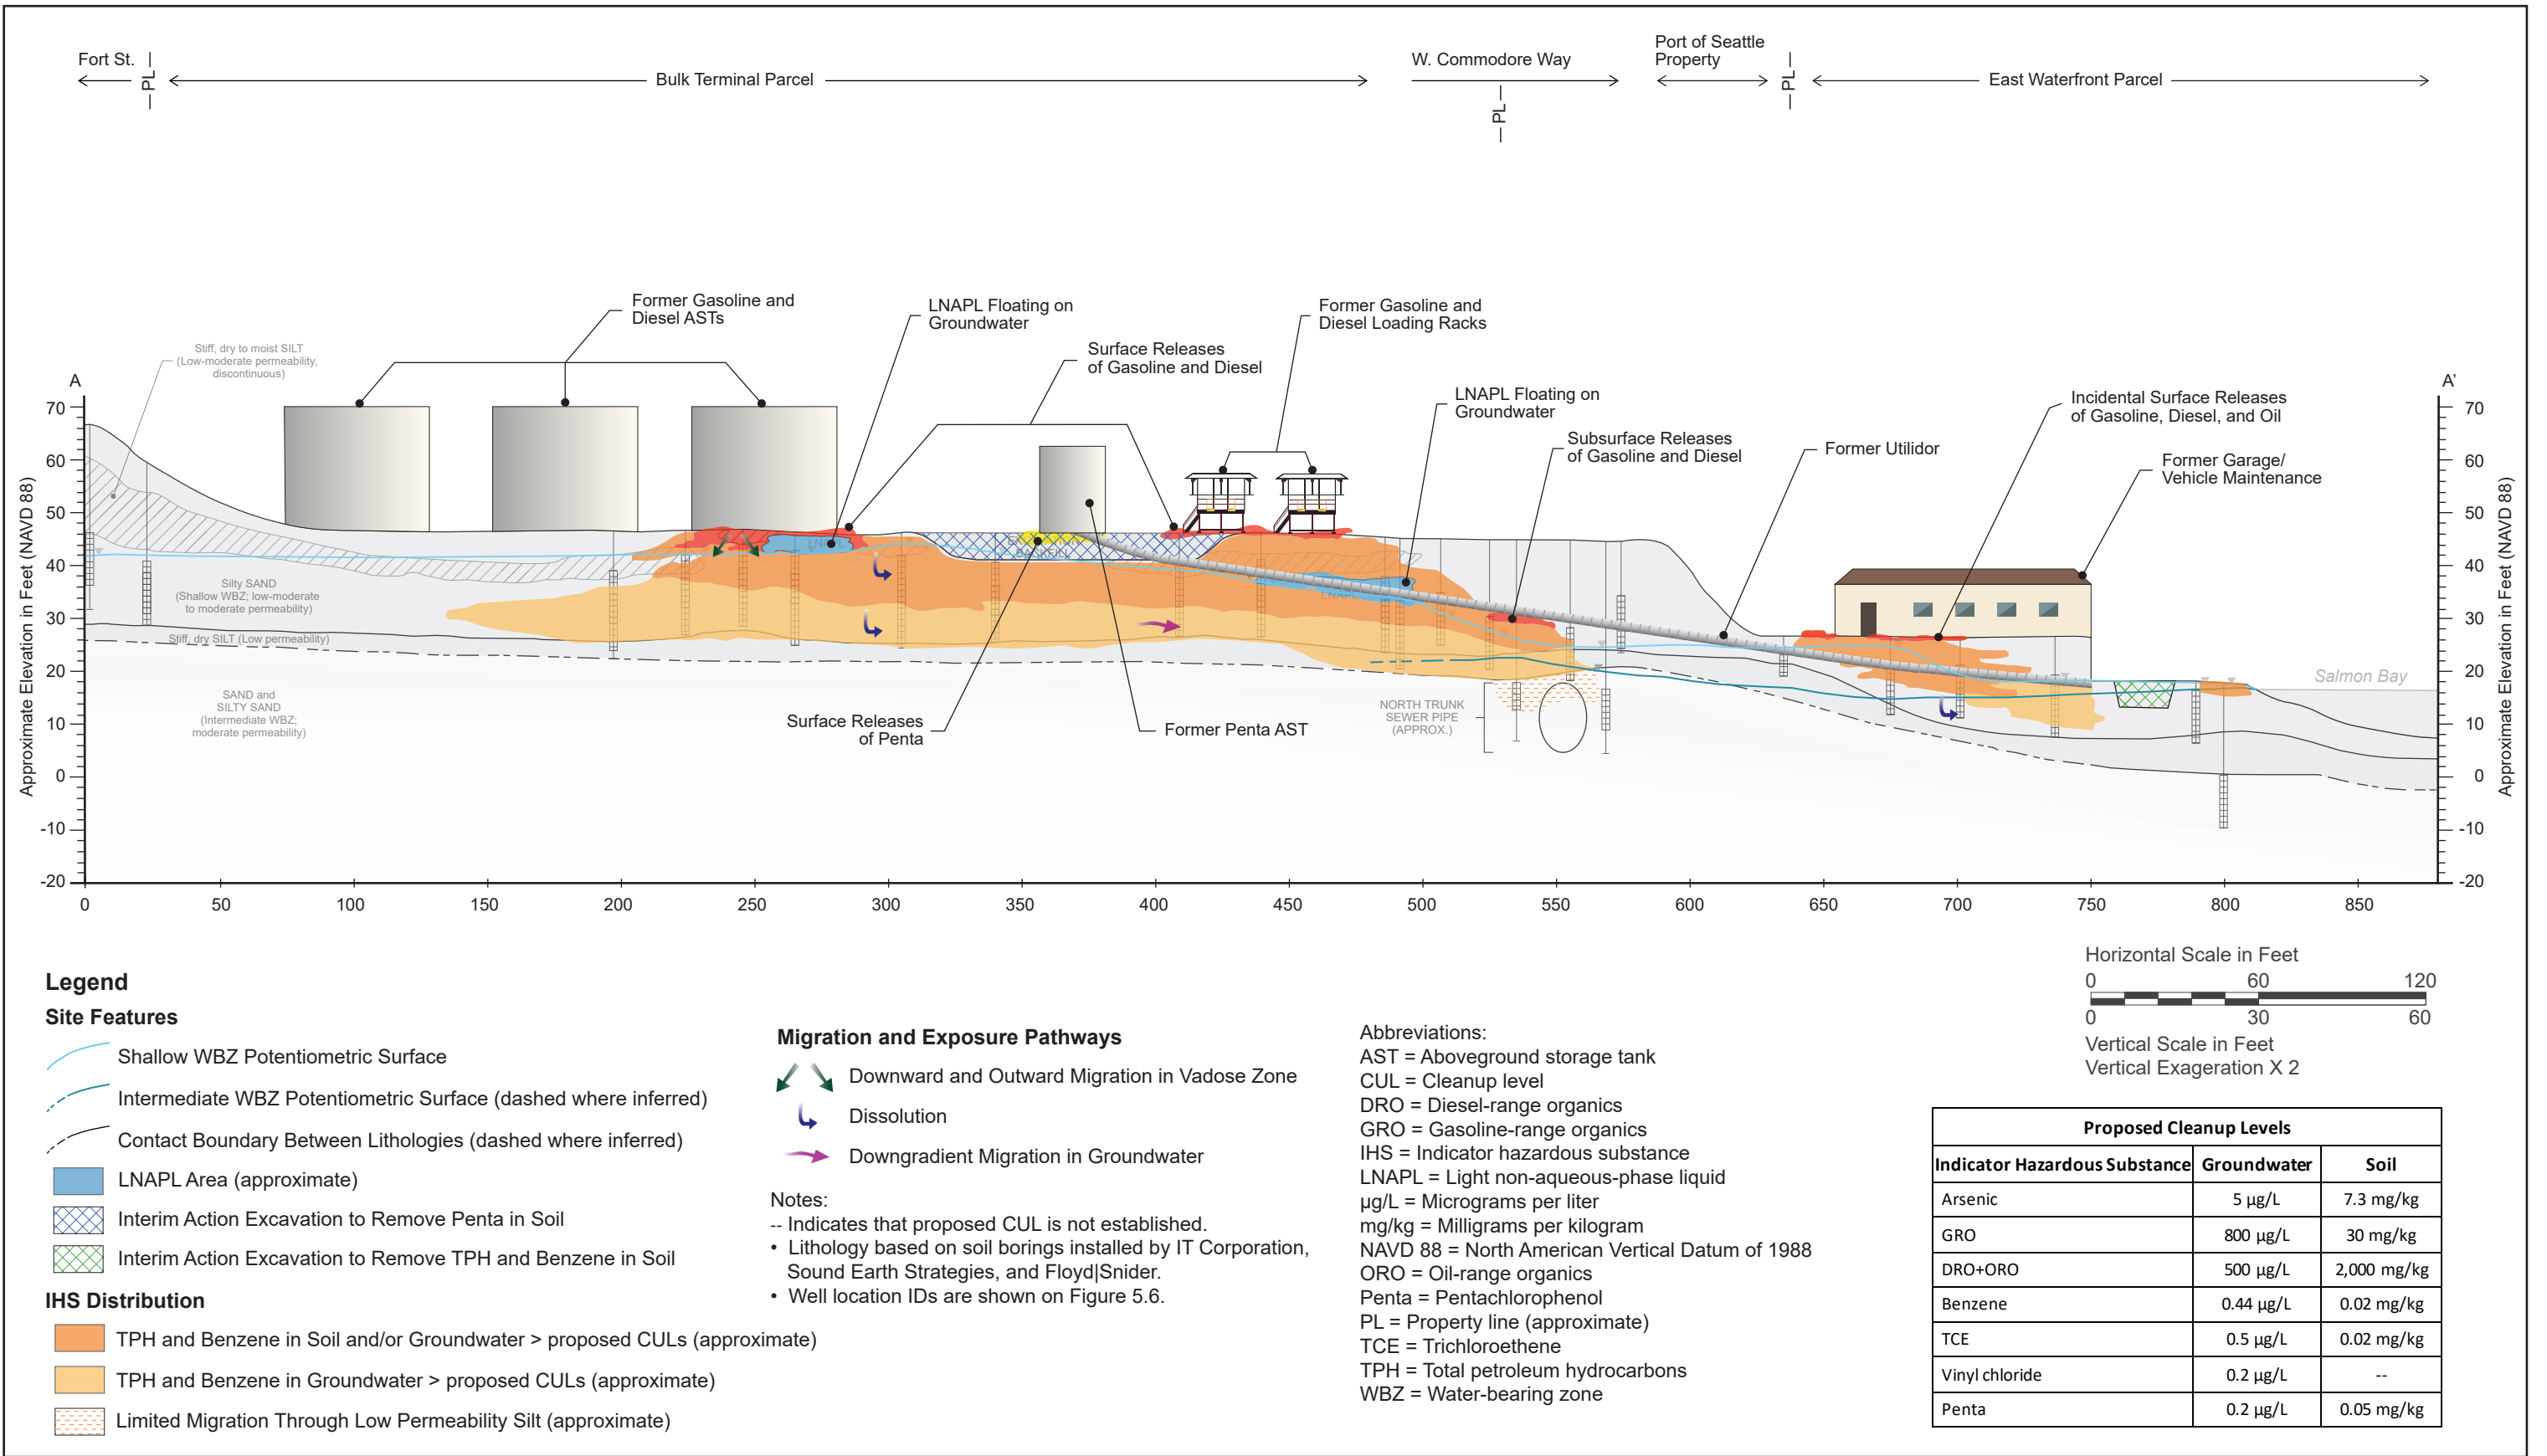 Fort St.
PL
Bulk Terminal Parcel
W. Commodore Way
PL
Port of Seattle
Property
PL
East Waterfront Parcel
Former Gasoline and
Diesel ASTs
LNAPL Floating on
Groundwater
Former Gasoline and
Diesel Loading Racks
Surface Releases
of Gasoline and Diesel
Stiff, dry to moist SILT
(Low-moderate permeability,
discontinuous)
LNAPL Floating on
Groundwater
Subsurface Releases
of Gasoline and Diesel
Former Utilidor
Incidental Surface Releases
of Gasoline, Diesel, and Oil
Former Garage/
Vehicle Maintenance
A
A'
Approximate Elevation in Feet (NAVD 88)
70
60
50
40
30
20
10
0
-10
-20
Silty SAND
(Shallow WBZ; low-moderate
to moderate permeability)
Stiff, dry SILT (Low permeability)
SAND and
SILTY SAND
(Intermediate WBZ;
moderate permeability)
LNAPL
BACKFILL
LNAPL
Surface Releases
of Penta
Former Penta AST
NORTH TRUNK
SEWER PIPE
(APPROX.)
Salmon Bay
70
60
50
40
30
20
10
0
-10
-20
Approximate Elevation in Feet (NAVD 88)
0 50 100 150 200 250 300 350 400 450 500 550 600 650 700 750 800 850
Horizontal Scale in Feet
0 60 120
0 30 60
Vertical Scale in Feet
Vertical Exageration X 2
Legend
Site Features
Shallow WBZ Potentiometric Surface
Intermediate WBZ Potentiometric Surface (dashed where inferred)
Contact Boundary Between Lithologies (dashed where inferred)
LNAPL Area (approximate)
Interim Action Excavation to Remove Penta in Soil
Interim Action Excavation to Remove TPH and Benzene in Soil
IHS Distribution
TPH and Benzene in Soil and/or Groundwater > proposed CULs (approximate)
TPH and Benzene in Groundwater > proposed CULs (approximate)
Limited Migration Through Low Permeability Silt (approximate)
Migration and Exposure Pathways
Downward and Outward Migration in Vadose Zone
Dissolution
Downgradient Migration in Groundwater
Notes:
-- Indicates that proposed CUL is not established.
• Lithology based on soil borings installed by IT Corporation,
Sound Earth Strategies, and Floyd|Snider.
• Well location IDs are shown on Figure 5.6.
Abbreviations:
AST = Aboveground storage tank
CUL = Cleanup level
DRO = Diesel-range organics
GRO = Gasoline-range organics
IHS = Indicator hazardous substance
LNAPL = Light non-aqueous-phase liquid
µg/L = Micrograms per liter
mg/kg = Milligrams per kilogram
NAVD 88 = North American Vertical Datum of 1988
ORO = Oil-range organics
Penta = Pentachlorophenol
PL = Property line (approximate)
TCE = Trichloroethene
TPH = Total petroleum hydrocarbons
WBZ = Water-bearing zone
Proposed Cleanup Levels
Indicator Hazardous Substance Groundwater Soil
Arsenic 5 µg/L 7.3 mg/kg
GRO 800 µg/L 30 mg/kg
DRO+ORO 500 µg/L 2,000 mg/kg
Benzene 0.44 µg/L 0.02 mg/kg
TCE 0.5 µg/L 0.02 mg/kg
Vinyl chloride 0.2 µg/L --
Penta 0.2 µg/L 0.05 mg/kg